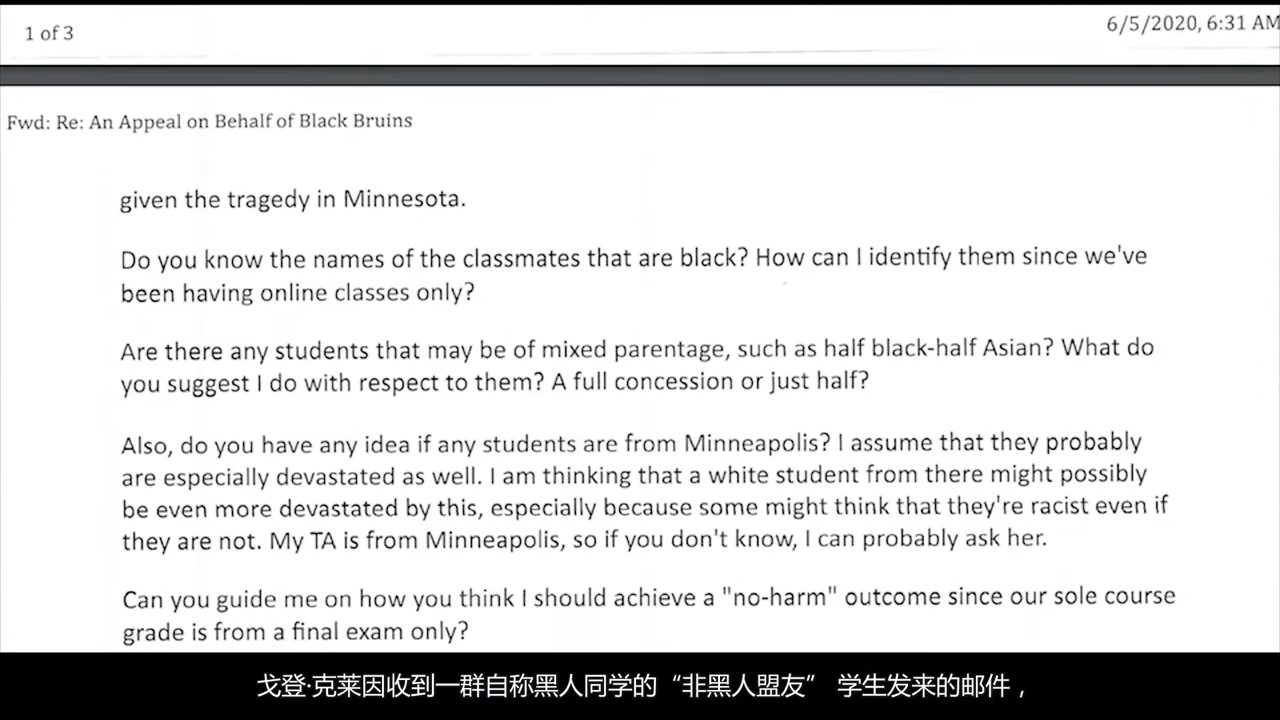 1 of 3
6/5/2020, 6:31 AM
Fwd: Re: An Appeal on Behalf of Black Bruins
given the tragedy in Minnesota.
Do you know the names of the classmates that are black? How can I identify them since we've
been having online classes only?
Are there any students that may be of mixed parentage, such as half black-half Asian? What do
you suggest I do with respect to them? A full concession or just half?
Also, do you have any idea if any students are from Minneapolis? I assume that they probably
are especially devastated as well. I am thinking that a white student from there might possibly
be even more devastated by this, especially because some might think that they're racist even if
they are not. My TA is from Minneapolis, so if you don't know, I can probably ask her.
Can you guide me on how you think I should achieve a "no-harm" outcome since our sole course
grade is from a final exam only?
戈登·克莱因收到一群自称黑人同学的“非黑人盟友” 学生发来的邮件，